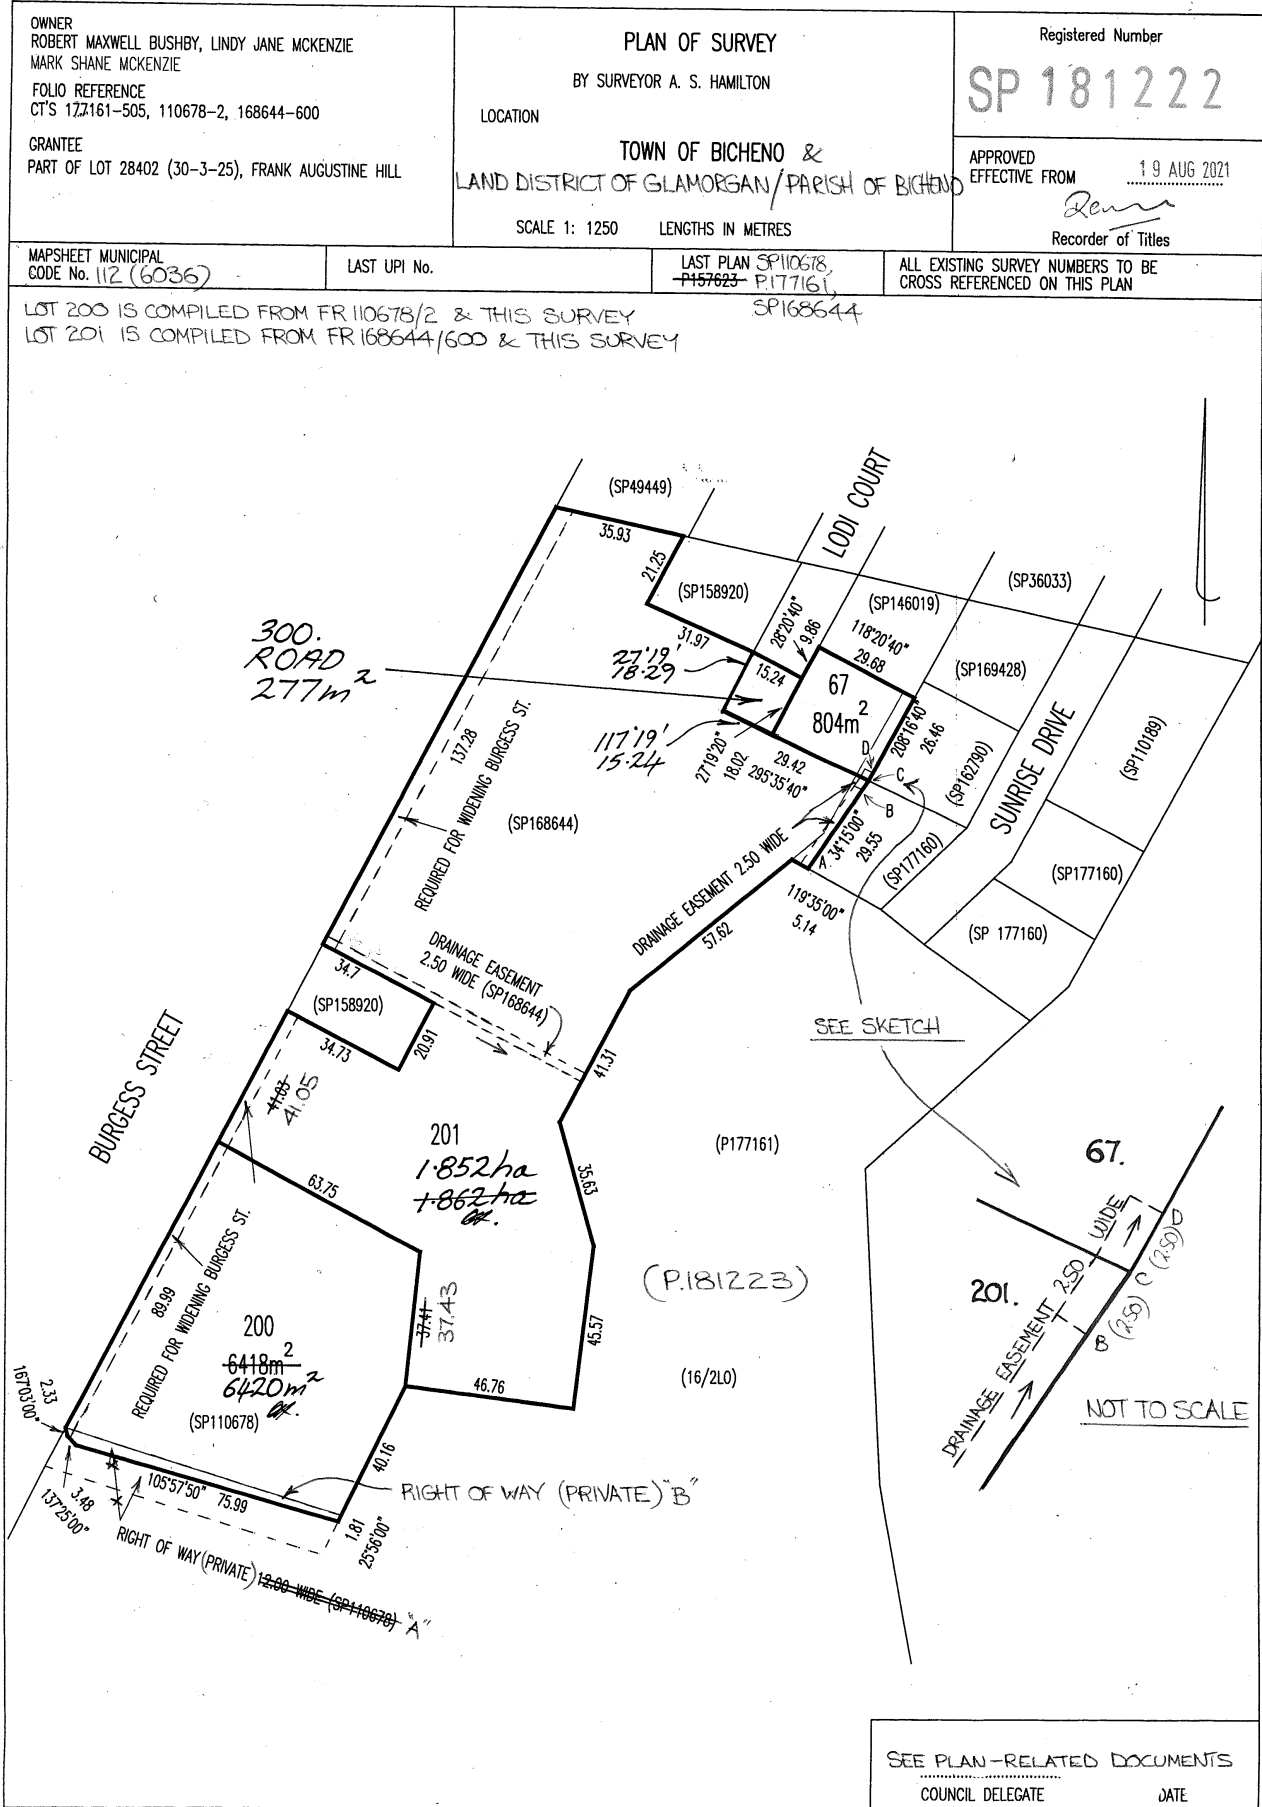 OWNER
ROBERT MAXWELL BUSHBY, LINDY JANE MCKENZIE
MARK SHANE MCKENZIE
FOLIO REFERENCE
CT'S 177161-505, 110678-2, 168644-600
GRANTEE
PART OF LOT 28402 (30-3-25), FRANK AUGUSTINE HILL
PLAN OF SURVEY
BY SURVEYOR A. S. HAMILTON
LOCATION
TOWN OF BICHENO &
LAND DISTRICT OF GLAMORGAN/PARISH OF BICHENO
SCALE 1: 1250 LENGTHS IN METRES
Registered Number
SP 181222
APPROVED
EFFECTIVE FROM 19 AUG 2021
Recorder of Titles
MAPSHEET MUNICIPAL
CODE No. 112 (6036)
LAST UPI No.
LAST PLAN SP110678,
P157623 P.177161,
SP168644
ALL EXISTING SURVEY NUMBERS TO BE
CROSS REFERENCED ON THIS PLAN
LOT 200 IS COMPILED FROM FR 110678/2 & THIS SURVEY
LOT 201 IS COMPILED FROM FR 168644/600 & THIS SURVEY
(SP49449)
LODI COURT
35.93
21.25
(SP158920)
(SP36033)
(SP146019)
28°20'40"
9.86
118°20'40"
29.68
31.97
300.
ROAD
277m²
27°19'
18.29
15.24
67
804m²
(SP169428)
208°16'40"
26.46
SUNRISE DRIVE
(SP110189)
137.28
REQUIRED FOR WIDENING BURGESS ST.
117°19'
15.24
27°19'20"
18.02
29.42
295°35'40"
D
C
B
(SP162790)
(SP168644)
A
34°15'00"
29.55
(SP177160)
(SP177160)
DRAINAGE EASEMENT 2.50 WIDE
119°35'00"
5.14
57.62
(SP 177160)
34.7
DRAINAGE EASEMENT
2.50 WIDE (SP168644)
(SP158920)
34.73
20.91
SEE SKETCH
BURGESS STREET
41.03
41.05
41.31
201
1.852ha
1.862ha
(P177161)
63.75
35.63
67.
89.99
REQUIRED FOR WIDENING BURGESS ST.
(P.181223)
201.
DRAINAGE EASEMENT 2.50 WIDE
D
(2.50)
C
(2.50)
B
200
6418m²
6420m²
(SP110678)
37.41
37.43
45.57
46.76
(16/2LO)
NOT TO SCALE
2.33
167°03'00"
40.16
RIGHT OF WAY (PRIVATE) "B"
105°57'50" 75.99
3.48
137°25'00"
1.81
25°56'00"
RIGHT OF WAY (PRIVATE) 12.00 WIDE (SP110678) "A"
SEE PLAN-RELATED DOCUMENTS
COUNCIL DELEGATE DATE